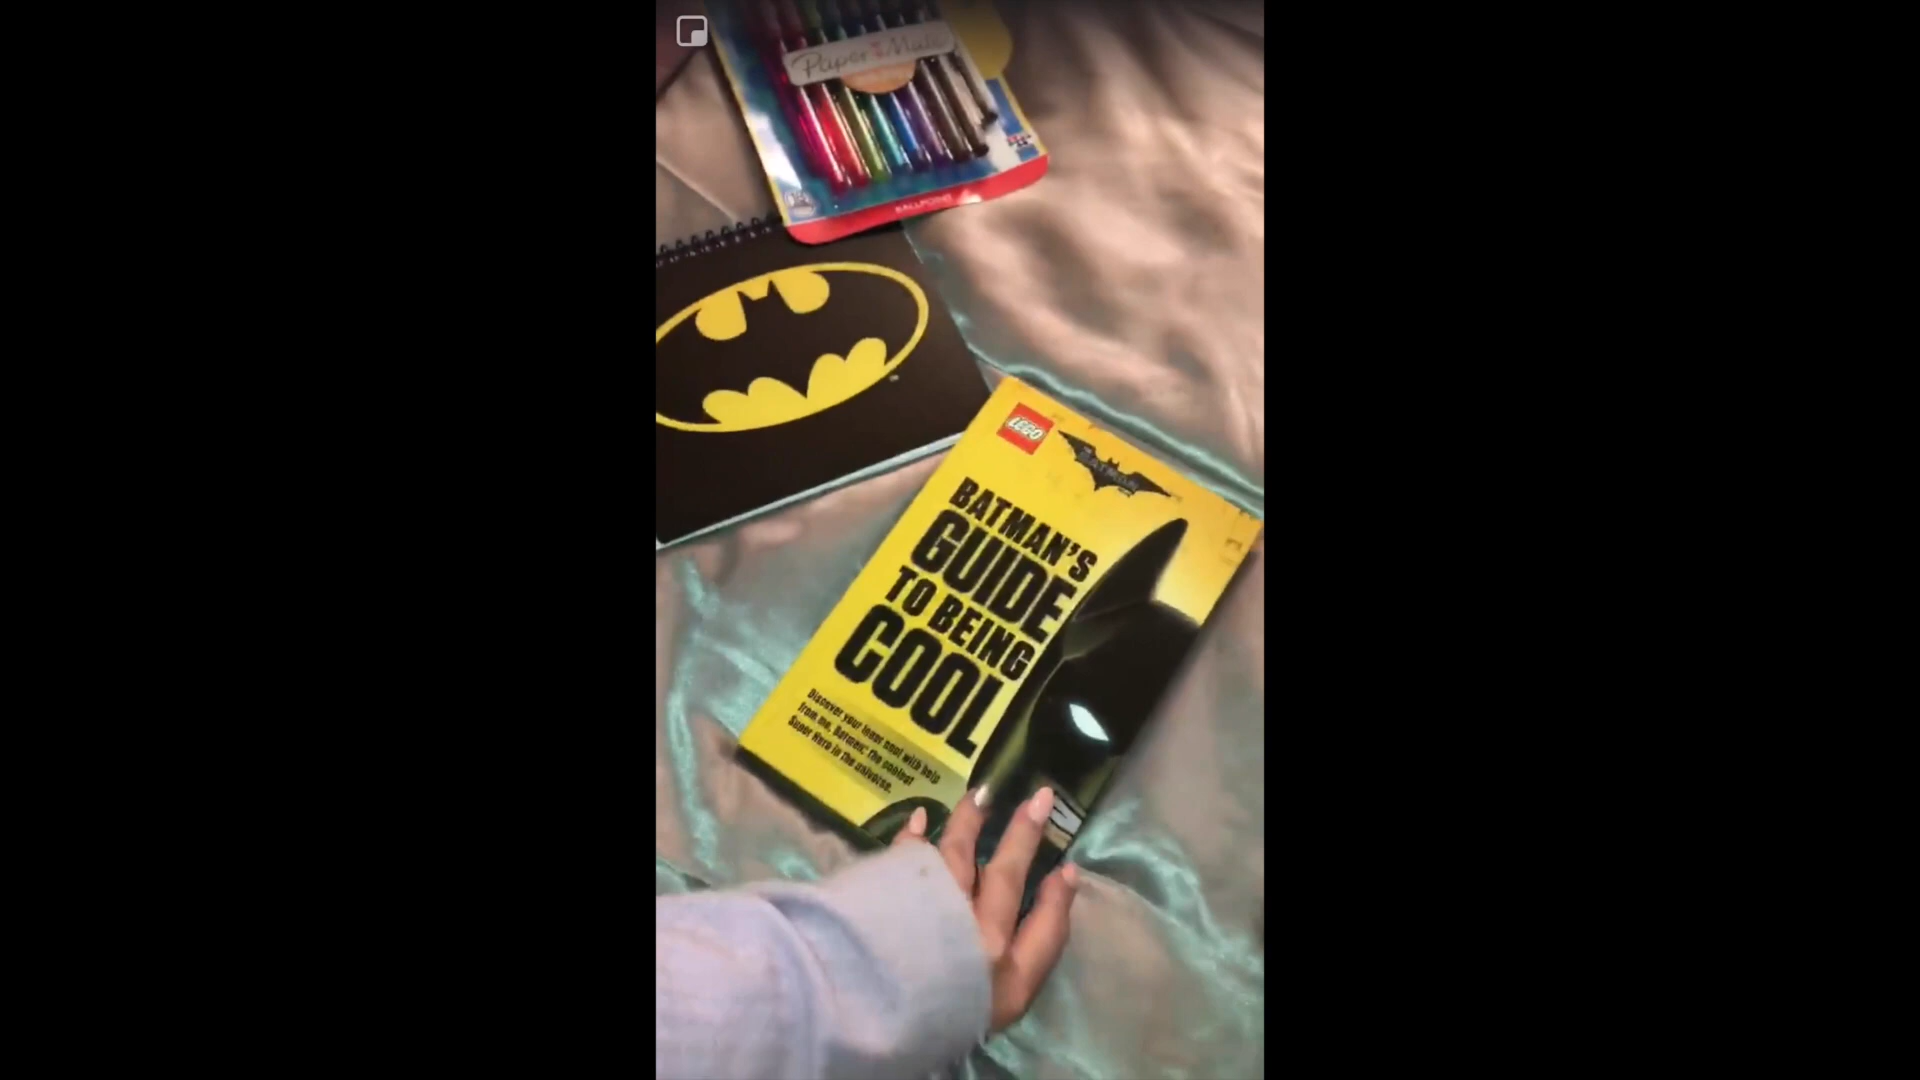 Paper Mate
BALLPOINT
LEGO
BATMAN'S
GUIDE
TO BEING
COOL
Discover your inner cool with help
from me, Batman; the coolest
Super Hero in the universe.